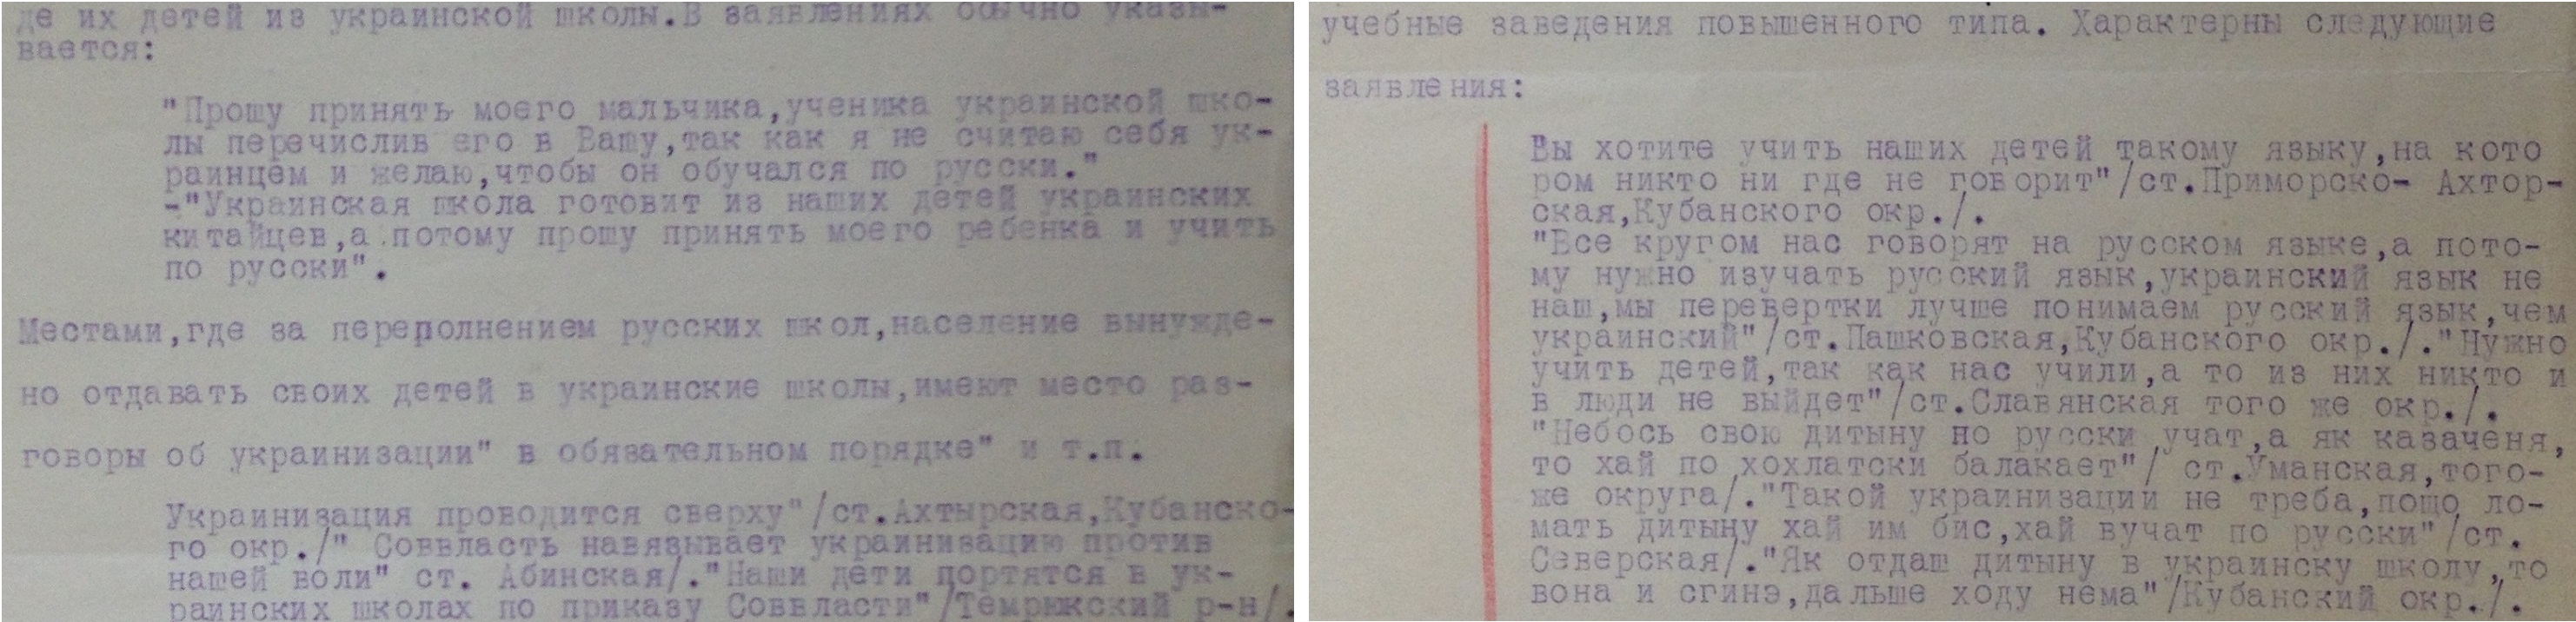 де их детей из украинской школы.В заявлениях обычно указы-
вается:
"Прошу принять моего мальчика,ученика украинской шко-
лы перечислив его в Вашу,так как я не считаю себя ук-
раинцем и желаю,чтобы он обучался по русски."
-"Украинская школа готовит из наших детей украинских
китайцев,а потому прошу принять моего ребенка и учить
по русски".
Местами,где за переполнением русских школ,население вынужде-
но отдавать своих детей в украинские школы,имеют место раз-
говоры об украинизации" в обязательном порядке" и т.п.
Украинизация проводится сверху"/ст.Ахтырская,Кубанско-
го окр./" Соввласть навязывает украинизацию против
нашей воли" ст. Абинская/."Наши дети портятся в ук-
раинских школах по приказу Соввласти"/Темрюкский р-н/.
учебные заведения повышенного типа. Характерны следующие
заявления:
Вы хотите учить наших детей такому языку,на кото
ром никто ни где не говорит"/ст.Приморско- Ахтор-
ская,Кубанского окр./.
"Все кругом нас говорят на русском языке,а пото-
му нужно изучать русский язык,украинский язык не
наш,мы перевертки лучше понимаем русский язык,чем
украинский"/ст.Пашковская,Кубанского окр./."Нужно
учить детей,так как нас учили,а то из них никто и
в люди не выйдет"/ст.Славянская того же окр./.
"Небось свою дитыну по русски учат,а як казаченя,
то хай по хохлатски балакает"/ ст.Уманская,того-
же округа/."Такой украинизации не треба,пощо ло-
мать дитыну хай им бис,хай вучат по русски"/ст.
Северская/."Як отдаш дитыну в украинску школу,то
вона и сгинэ,дальше ходу нема"/Кубанский окр./.